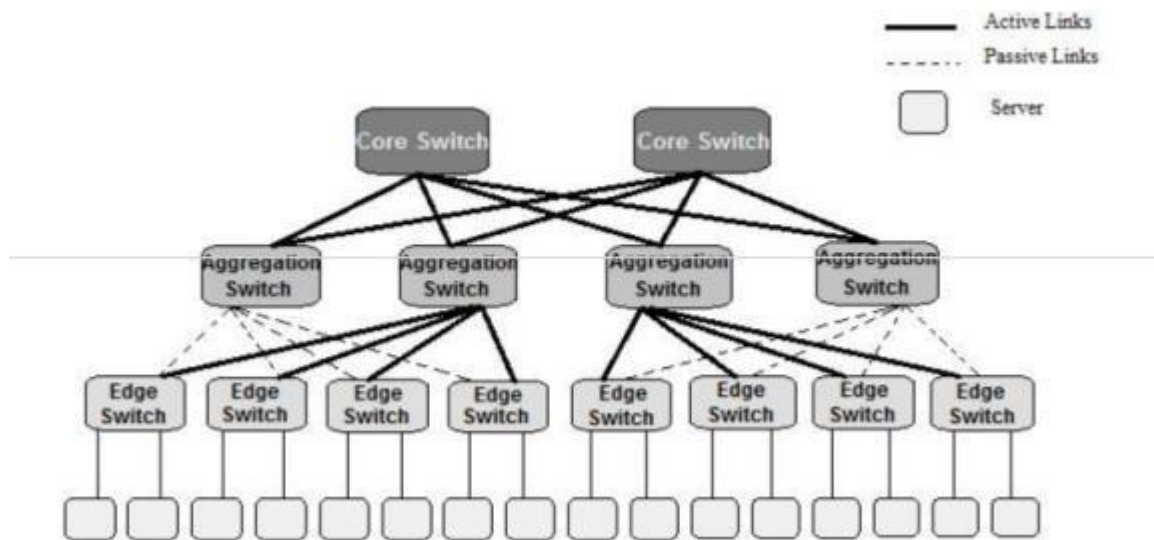 Active Links
Passive Links
Server
Core Switch
Core Switch
Aggregation
Switch
Aggregation
Switch
Aggregation
Switch
Aggregation
Switch
Edge
Switch
Edge
Switch
Edge
Switch
Edge
Switch
Edge
Switch
Edge
Switch
Edge
Switch
Edge
Switch